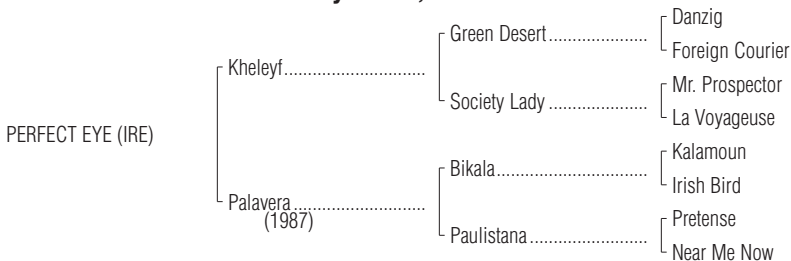 Danzig
Green Desert......................
Foreign Courier
Kheleyf...............................
Mr. Prospector
Society Lady ......................
La Voyageuse
PERFECT EYE (IRE)
Kalamoun
Bikala.................................
Irish Bird
Palavera.............................
(1987)
Pretense
Paulistana..........................
Near Me Now